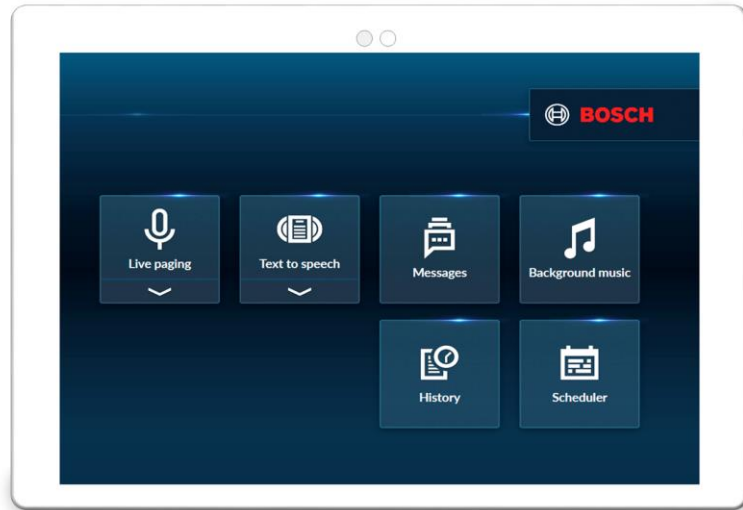 BOSCH
Live paging
Text to speech
Messages
Background music
History
Scheduler